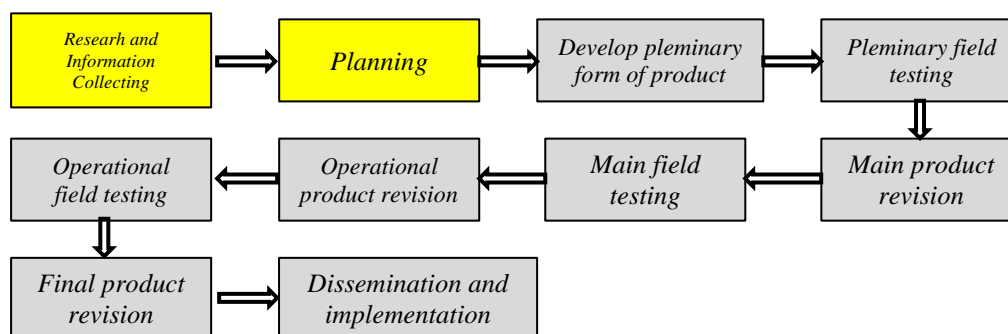 Researh and
Information
Collecting
Planning
Develop pleminary
form of product
Pleminary field
testing
Operational
field testing
Operational
product revision
Main field
testing
Main product
revision
Final product
revision
Dissemination and
implementation